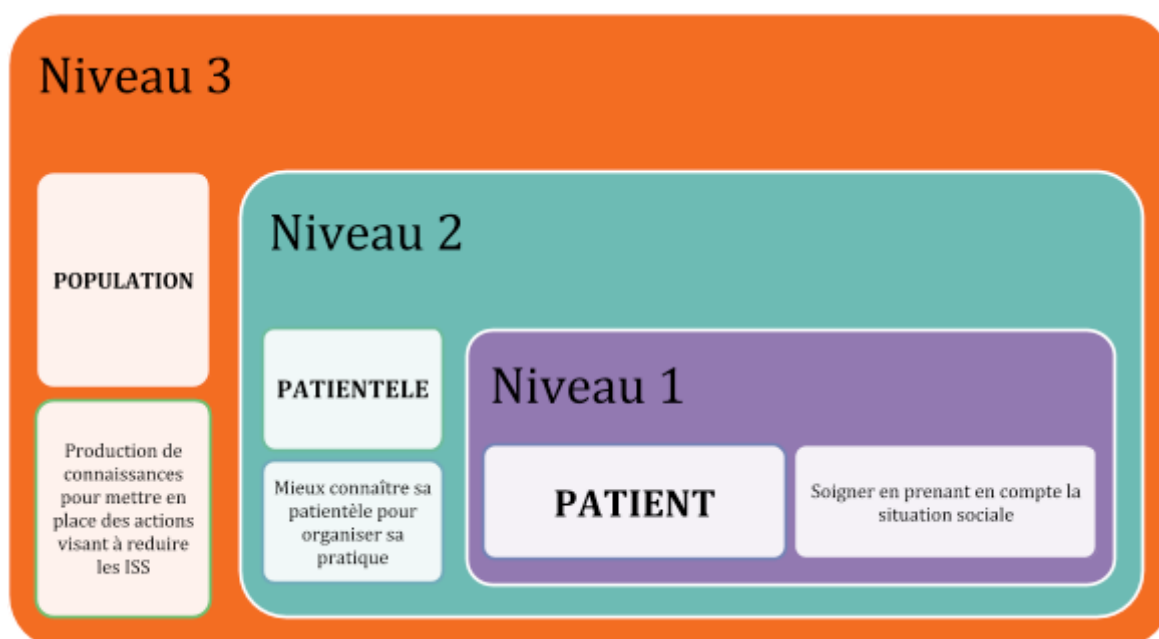 Niveau 3
POPULATION
Production de
connaissances
pour mettre en
place des actions
visant à reduire
les ISS
Niveau 2
PATIENTELE
Mieux connaître sa
patientèle pour
organiser sa
pratique
Niveau 1
PATIENT
Soigner en prenant en compte la
situation sociale